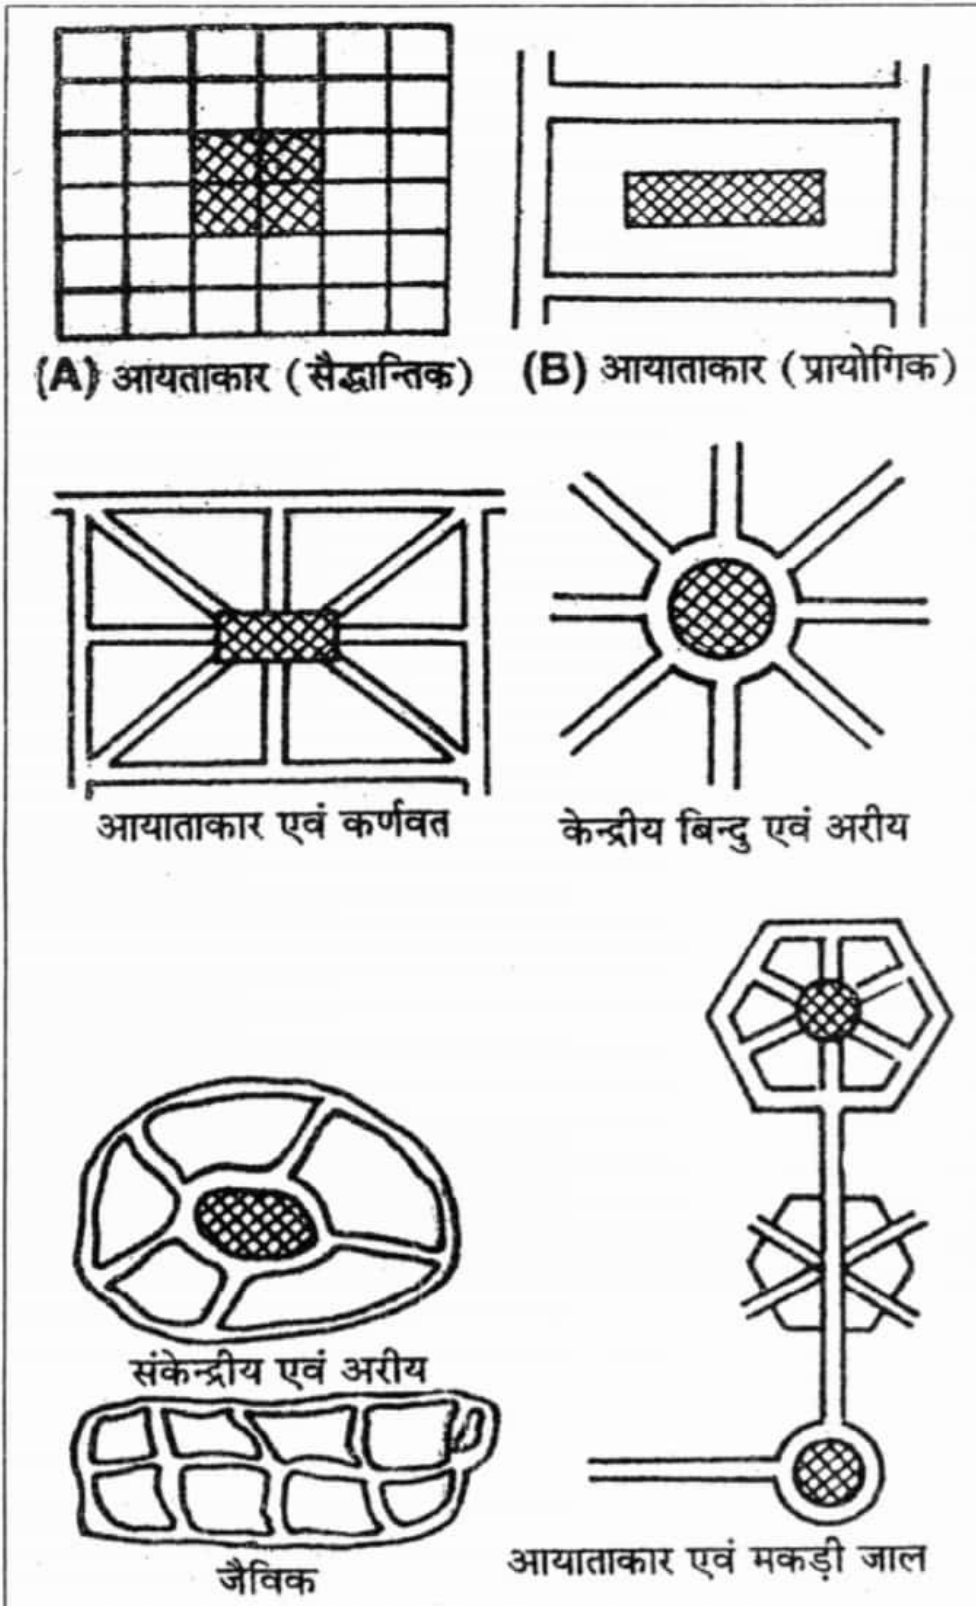 (A) आयताकार (सैद्धान्तिक)
(B) आयाताकार (प्रायोगिक)
आयाताकार एवं कर्णवत
केन्द्रीय बिन्दु एवं अरीय
संकेन्द्रीय एवं अरीय
जैविक
आयाताकार एवं मकड़ी जाल